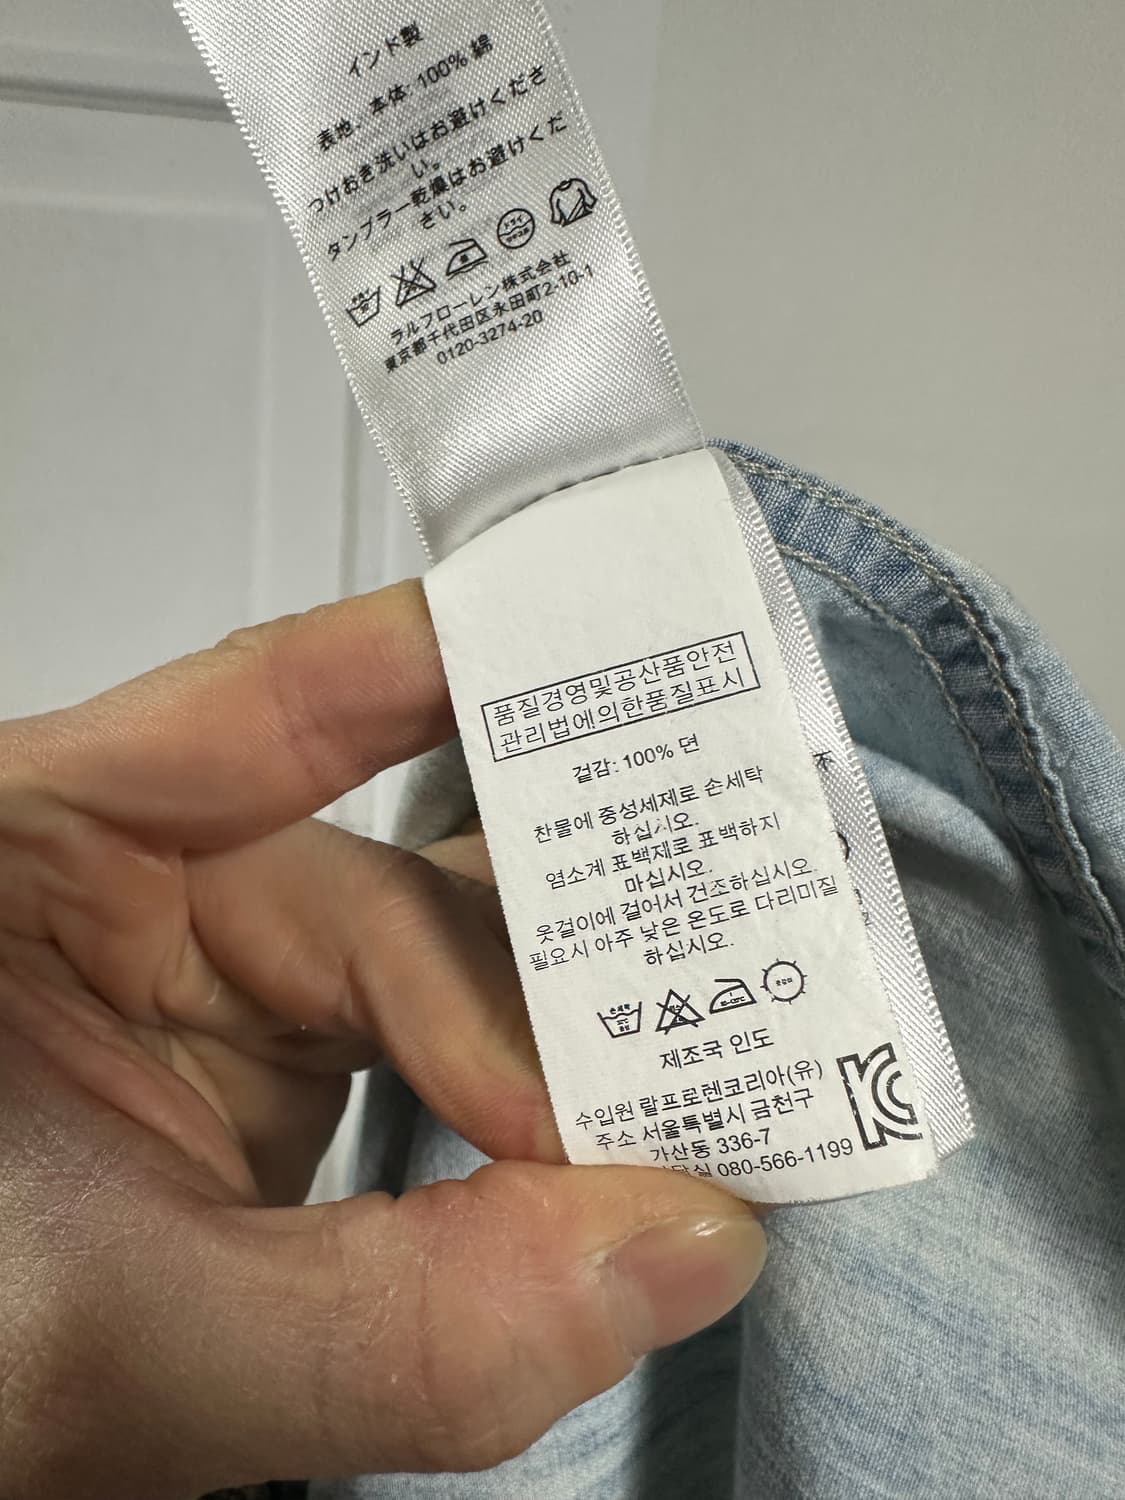 インド製
表地、本体: 100% 綿
つけおき洗いはお避けくださ
い。
タンブラー乾燥はお避けくだ
さい。
ドライ
ラルフローレン株式会社
東京都千代田区永田町2-10-1
0120-3274-20
품질경영및공산품안전
관리법에의한품질표시
겉감: 100% 면
찬물에 중성세제로 손세탁
하십시오.
염소계 표백제로 표백하지
마십시오.
옷걸이에 걸어서 건조하십시오.
필요시 아주 낮은 온도로 다리미질
하십시오.
손세탁
제조국 인도
수입원 랄프로렌코리아(유)
주소 서울특별시 금천구
가산동 336-7
실 080-566-1199